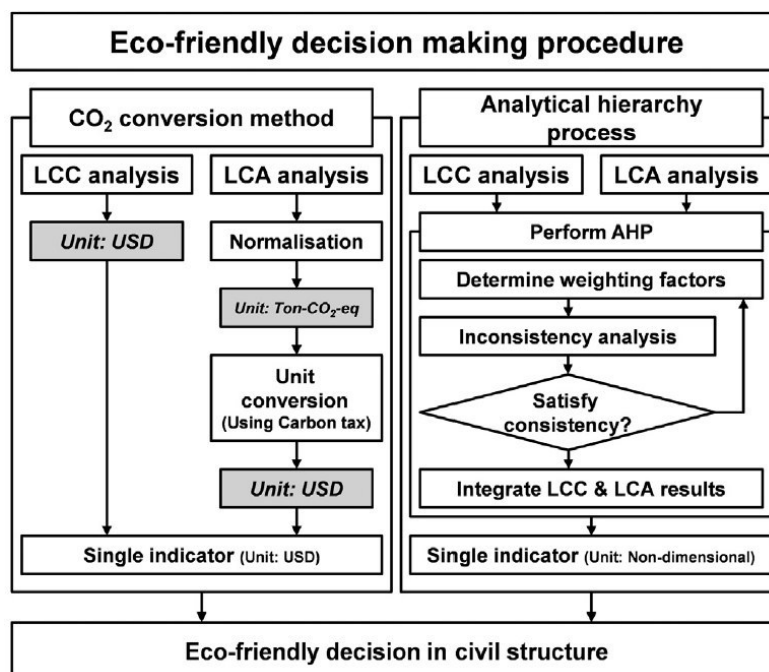 Eco-friendly decision making procedure
CO₂ conversion method
LCC analysis
LCA analysis
Unit: USD
Normalisation
Unit: Ton-CO₂-eq
Unit
conversion
(Using Carbon tax)
Unit: USD
Single indicator (Unit: USD)
Analytical hierarchy
process
LCC analysis
LCA analysis
Perform AHP
Determine weighting factors
Inconsistency analysis
Satisfy
consistency?
Integrate LCC & LCA results
Single indicator (Unit: Non-dimensional)
Eco-friendly decision in civil structure